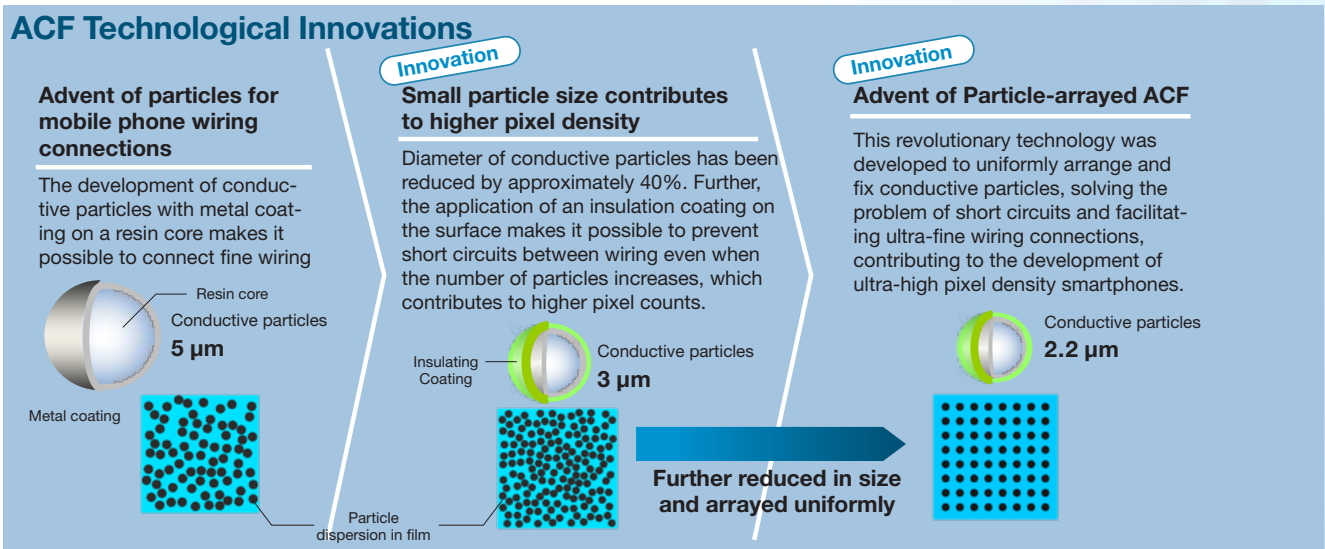 ACF Technological Innovations
Advent of particles for
mobile phone wiring
connections
The development of conduc-
tive particles with metal coat-
ing on a resin core makes it
possible to connect fine wiring
Resin core
Conductive particles
5 µm
Metal coating
Innovation
Small particle size contributes
to higher pixel density
Diameter of conductive particles has been
reduced by approximately 40%. Further,
the application of an insulation coating on
the surface makes it possible to prevent
short circuits between wiring even when
the number of particles increases, which
contributes to higher pixel counts.
Insulating
Coating
Conductive particles
3 µm
Particle
dispersion in film
Further reduced in size
and arrayed uniformly
Innovation
Advent of Particle-arrayed ACF
This revolutionary technology was
developed to uniformly arrange and
fix conductive particles, solving the
problem of short circuits and facilitat-
ing ultra-fine wiring connections,
contributing to the development of
ultra-high pixel density smartphones.
Conductive particles
2.2 µm